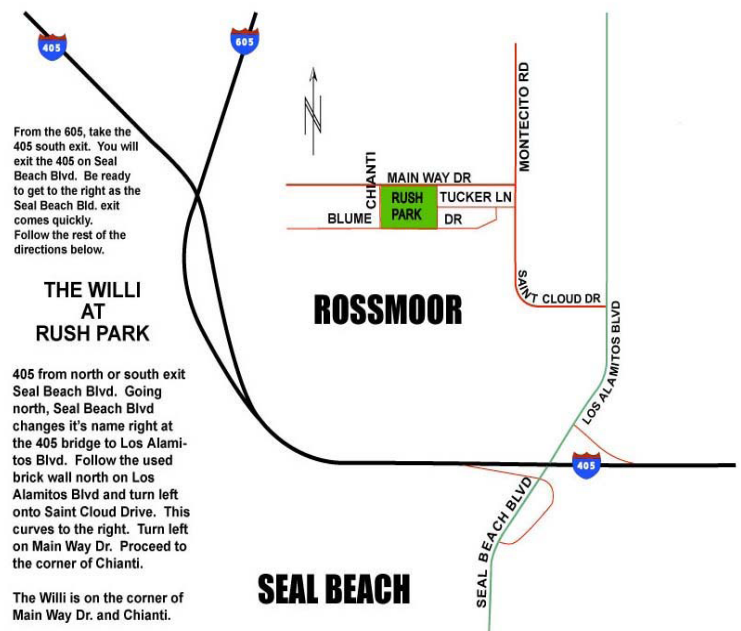 405
605
From the 605, take the
405 south exit. You will
exit the 405 on Seal
Beach Blvd. Be ready
to get to the right as the
Seal Beach Bld. exit
comes quickly.
Follow the rest of the
directions below.
THE WILLI
AT
RUSH PARK
405 from north or south exit
Seal Beach Blvd. Going
north, Seal Beach Blvd
changes it's name right at
the 405 bridge to Los Alami-
tos Blvd. Follow the used
brick wall north on Los
Alamitos Blvd and turn left
onto Saint Cloud Drive. This
curves to the right. Turn left
on Main Way Dr. Proceed to
the corner of Chianti.
The Willi is on the corner of
Main Way Dr. and Chianti.
N
MONTECITO RD
CHIANTI
MAIN WAY DR
RUSH
PARK
TUCKER LN
BLUME DR
ROSSMOOR
SAINT CLOUD DR
LOS ALAMITOS BLVD
405
SEAL BEACH BLVD
SEAL BEACH